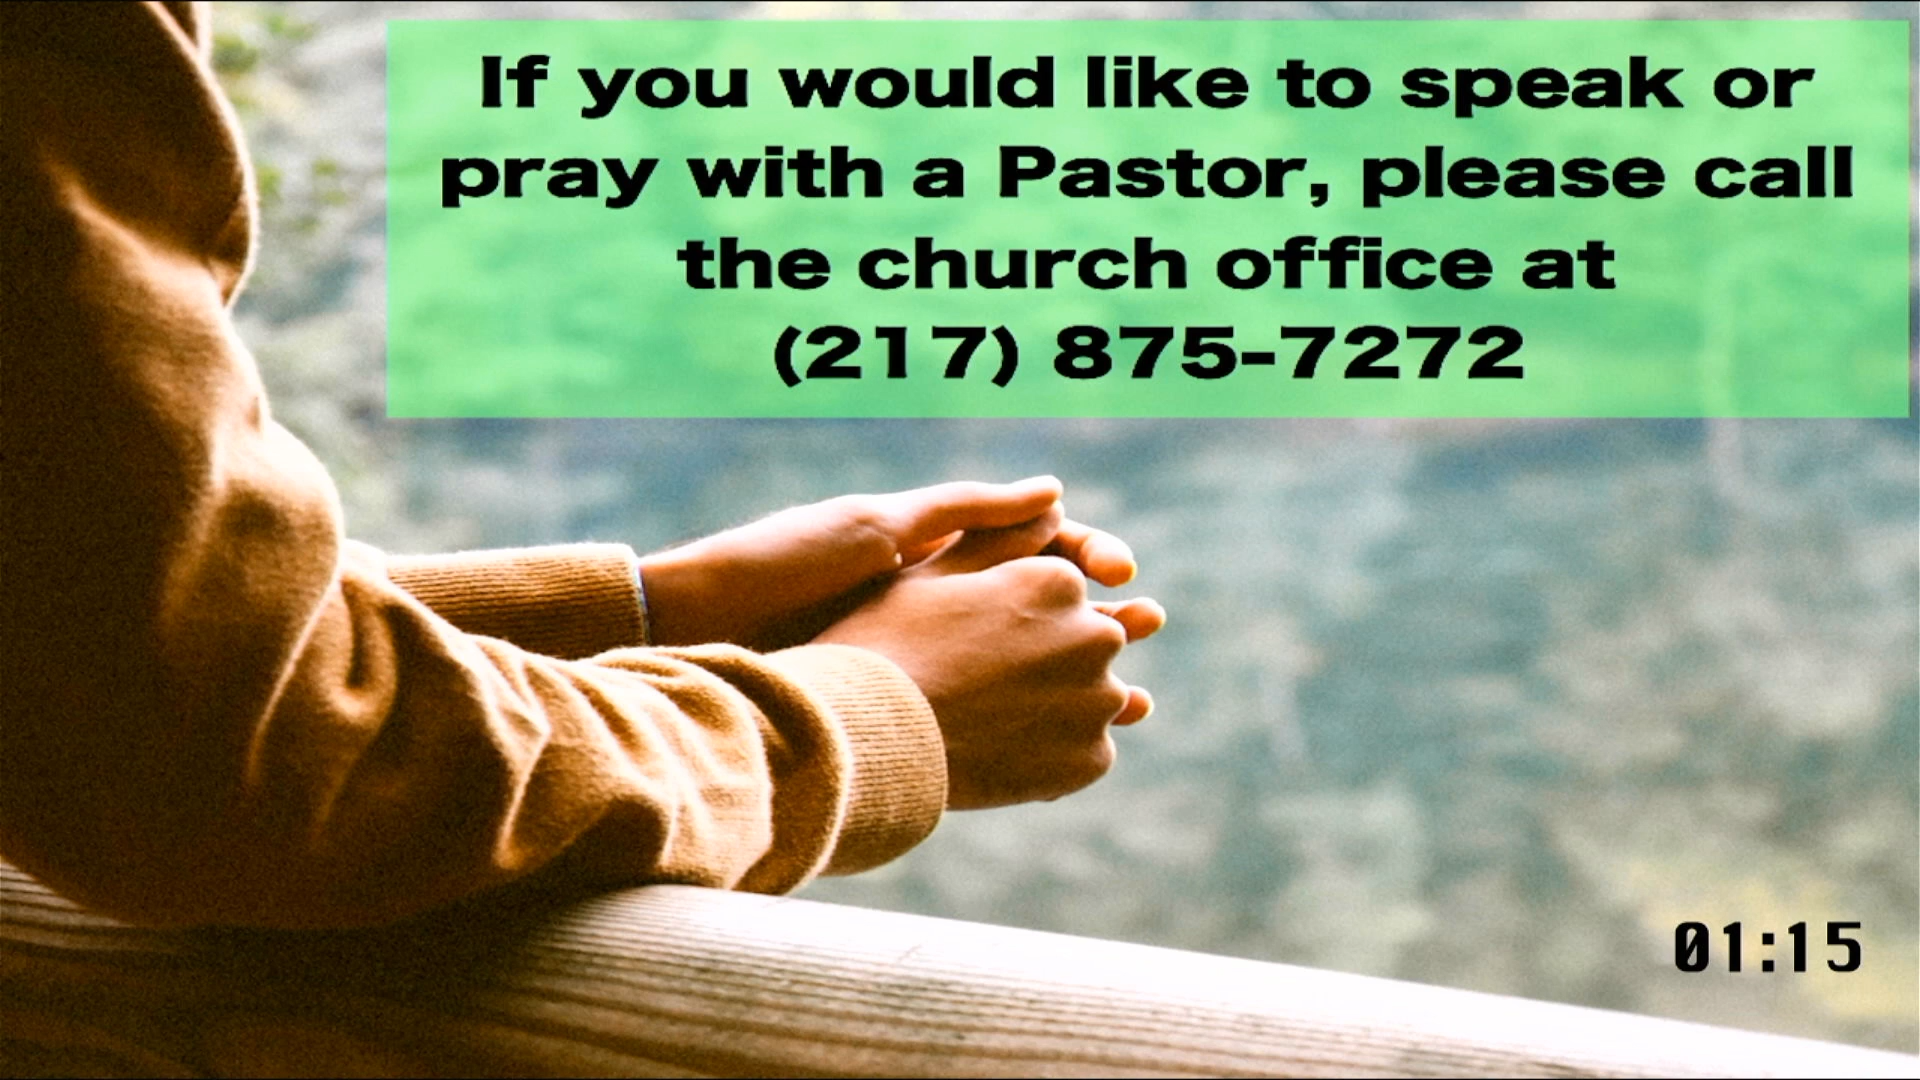 If you would like to speak or
pray with a Pastor, please call
the church office at
(217) 875-7272
01:15